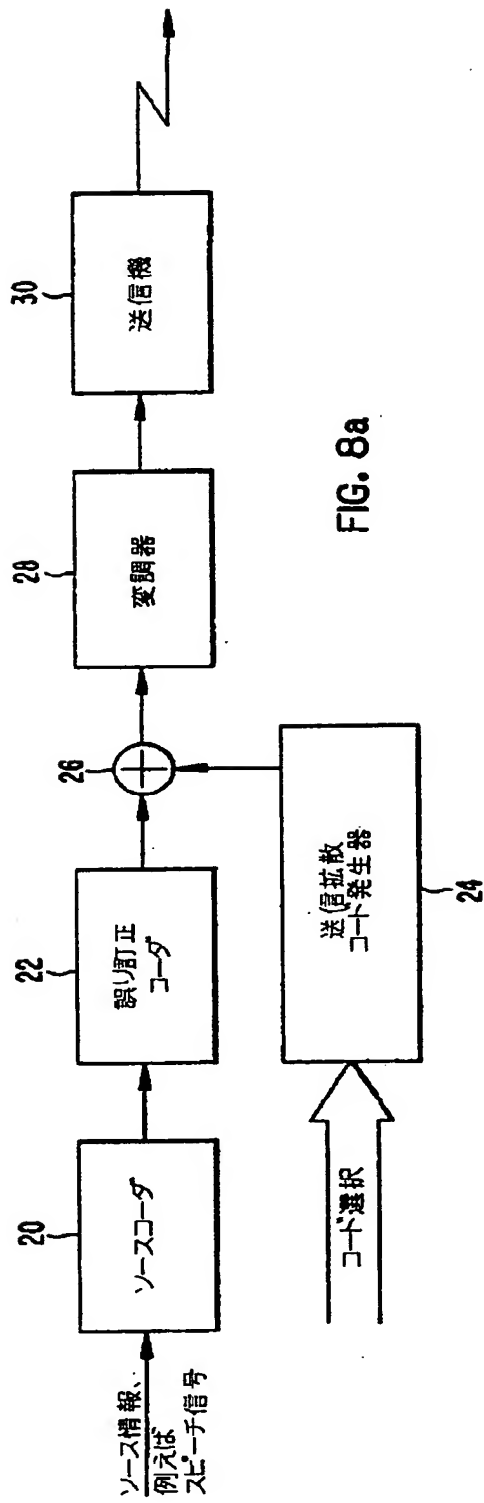 ソース情報、
例えば
スピーチ信号
20
ソースコーダ
22
誤り訂正
コーダ
26
28
変調器
30
送信機
コード選択
送信拡散
コード発生器
24
FIG. 8a